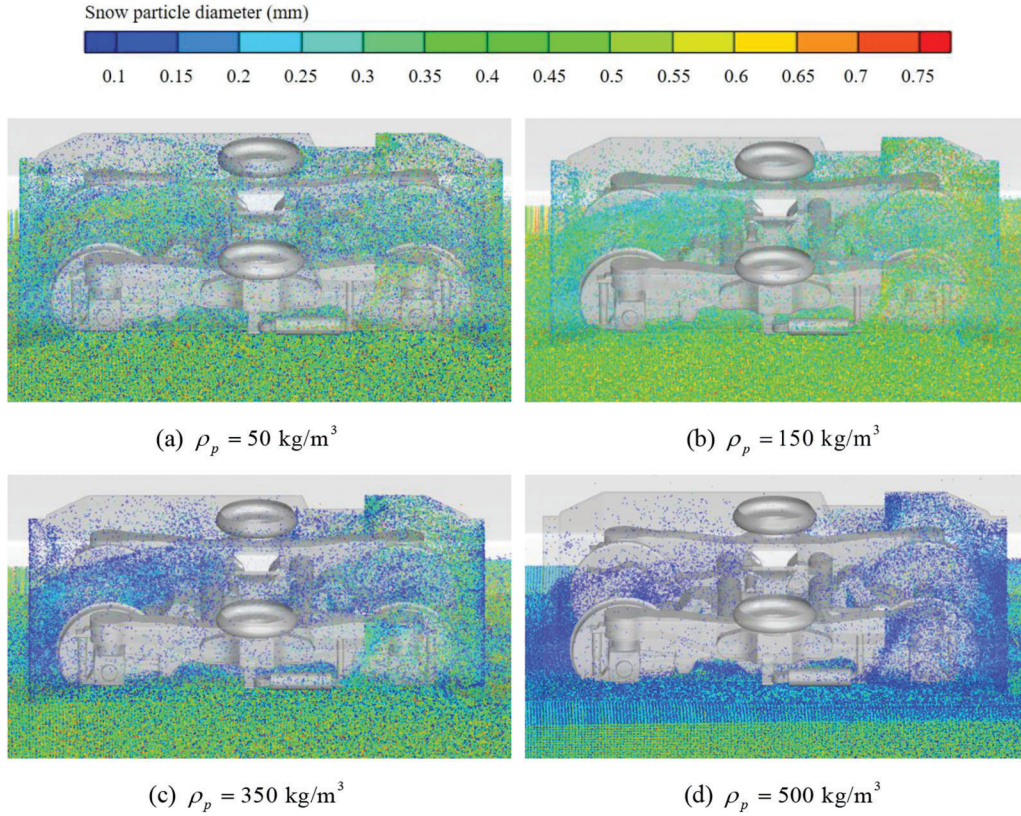 Snow particle diameter (mm)
0.1 0.15 0.2 0.25 0.3 0.35 0.4 0.45 0.5 0.55 0.6 0.65 0.7 0.75
(a) ρp = 50 kg/m³
(b) ρp = 150 kg/m³
(c) ρp = 350 kg/m³
(d) ρp = 500 kg/m³